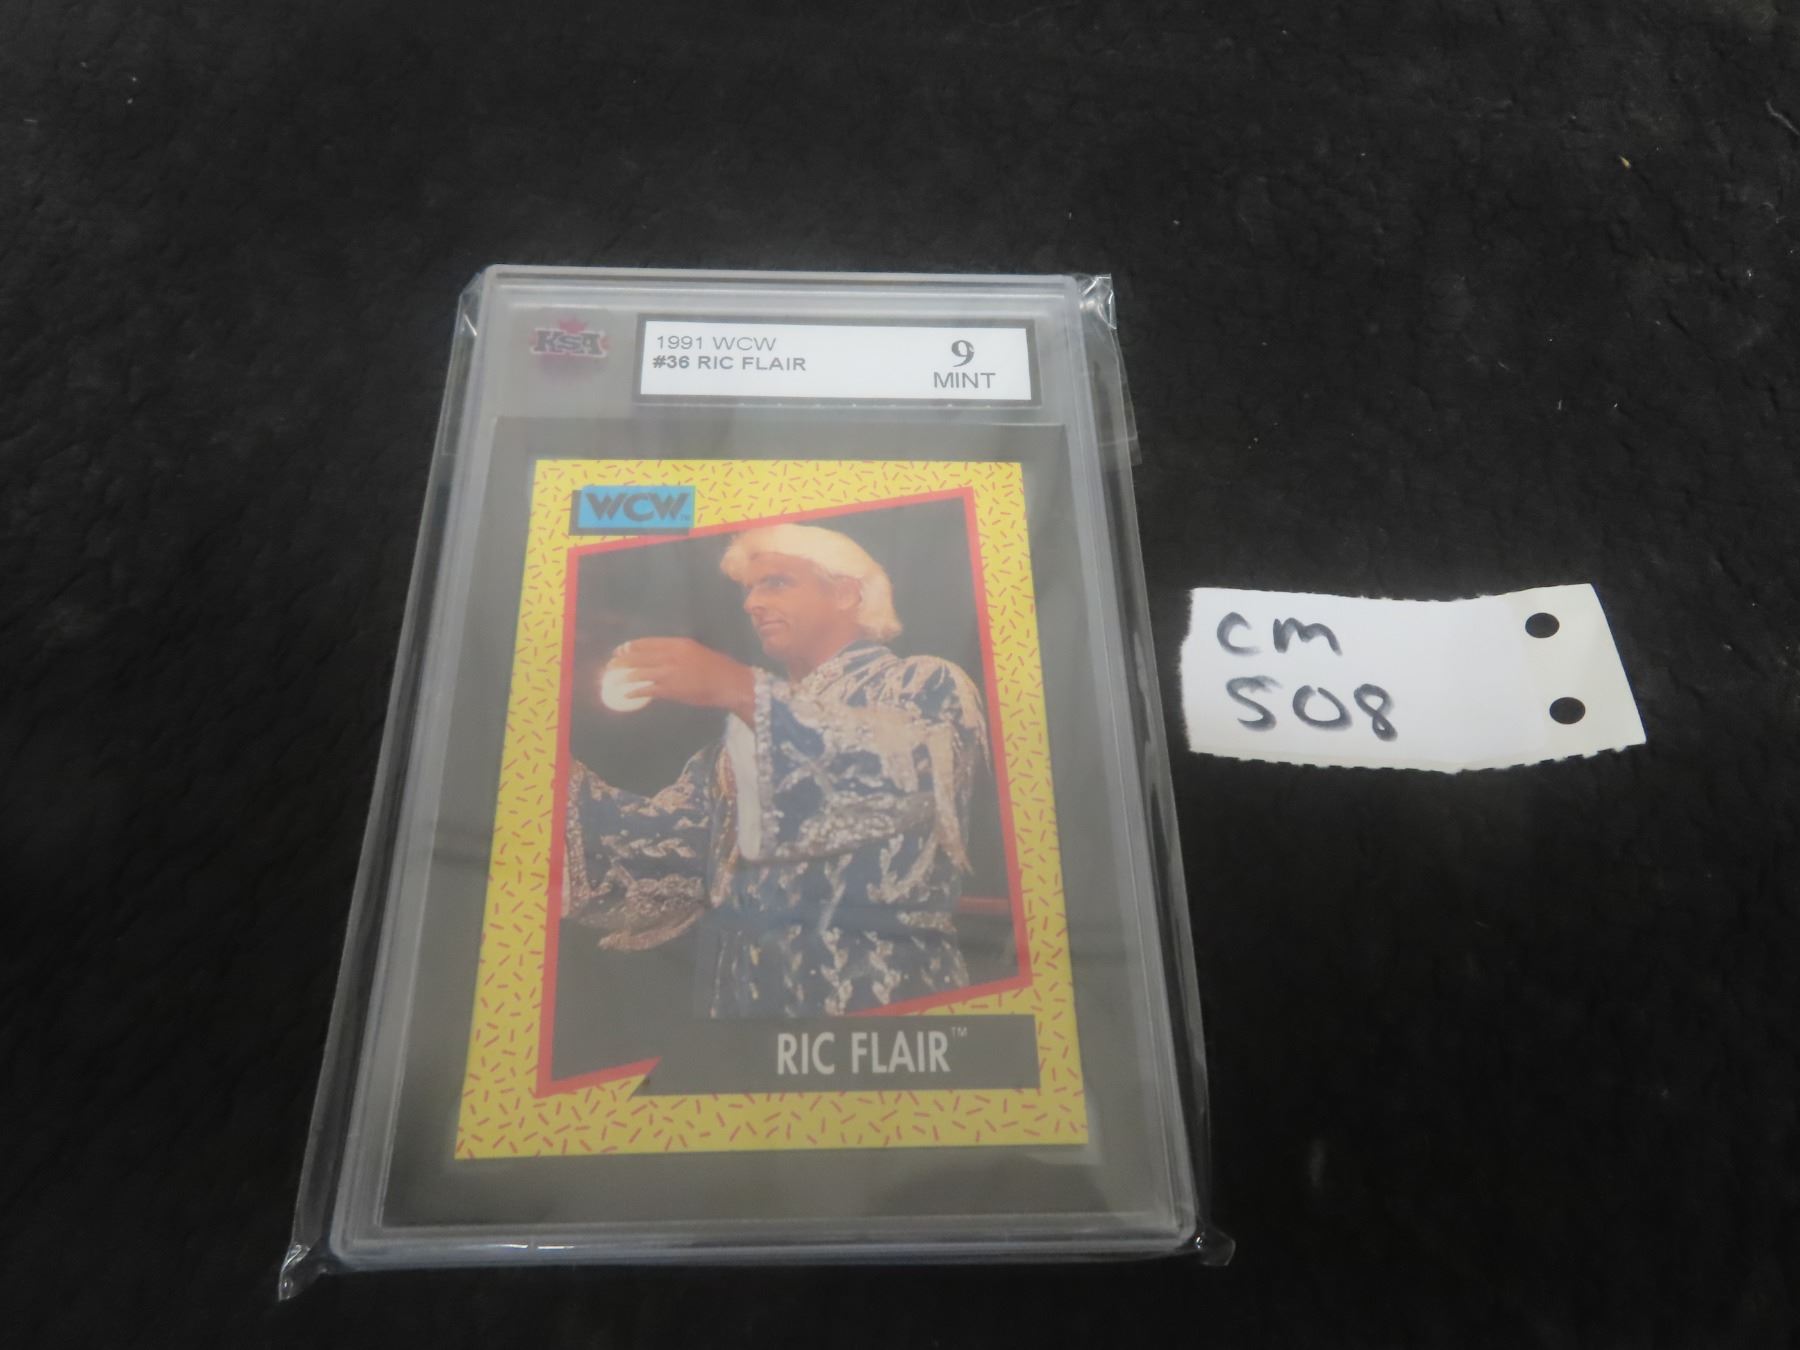 KSA
1991 WCW
#36 RIC FLAIR
9
MINT
WCW
RIC FLAIR™
cm
508